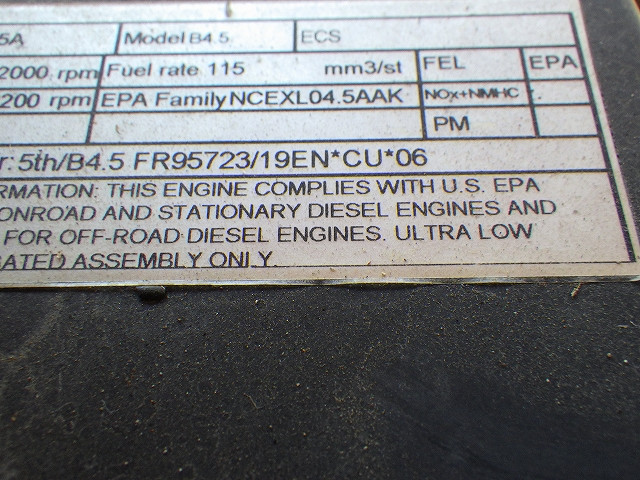 5A Model B4.5 ECS
2000 rpm Fuel rate 115 mm3/st FEL EPA
200 rpm EPA Family NCEXL04.5AAK NOx+NMHC
PM
r: 5th/B4.5 FR95723/19EN*CU*06
RMATION: THIS ENGINE COMPLIES WITH U.S. EPA
ONROAD AND STATIONARY DIESEL ENGINES AND
FOR OFF-ROAD DIESEL ENGINES. ULTRA LOW
ATED ASSEMBLY ONLY.